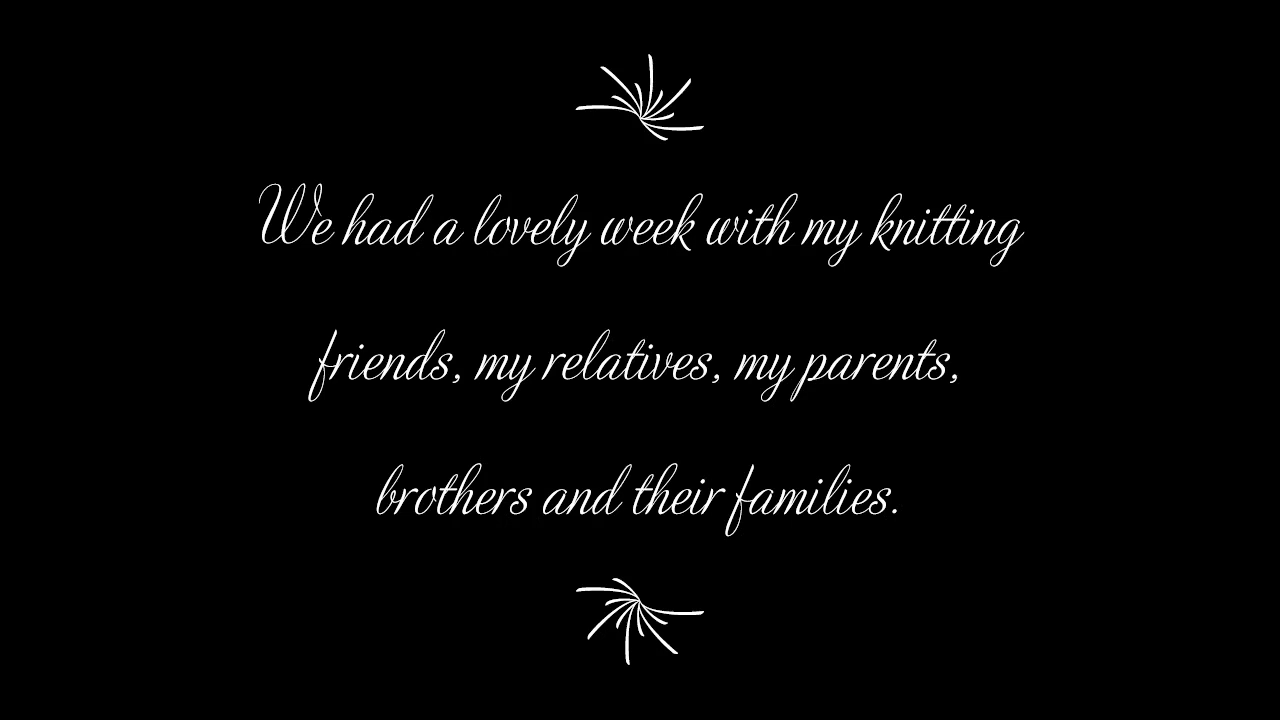 We had a lovely week with my knitting
friends, my relatives, my parents,
brothers and their families.